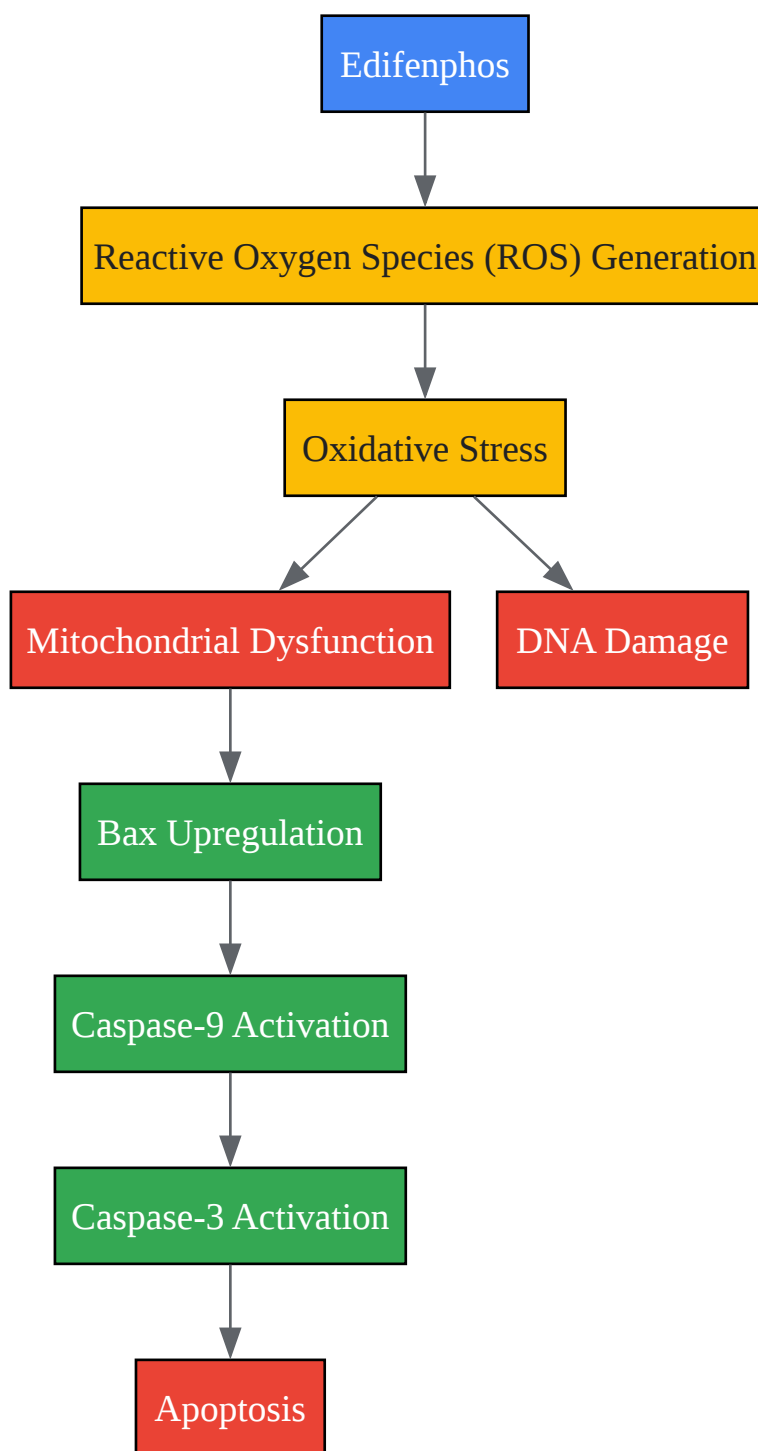 Edifenphos
Reactive Oxygen Species (ROS) Generation
Oxidative Stress
Mitochondrial Dysfunction
DNA Damage
Bax Upregulation
Caspase-9 Activation
Caspase-3 Activation
Apoptosis